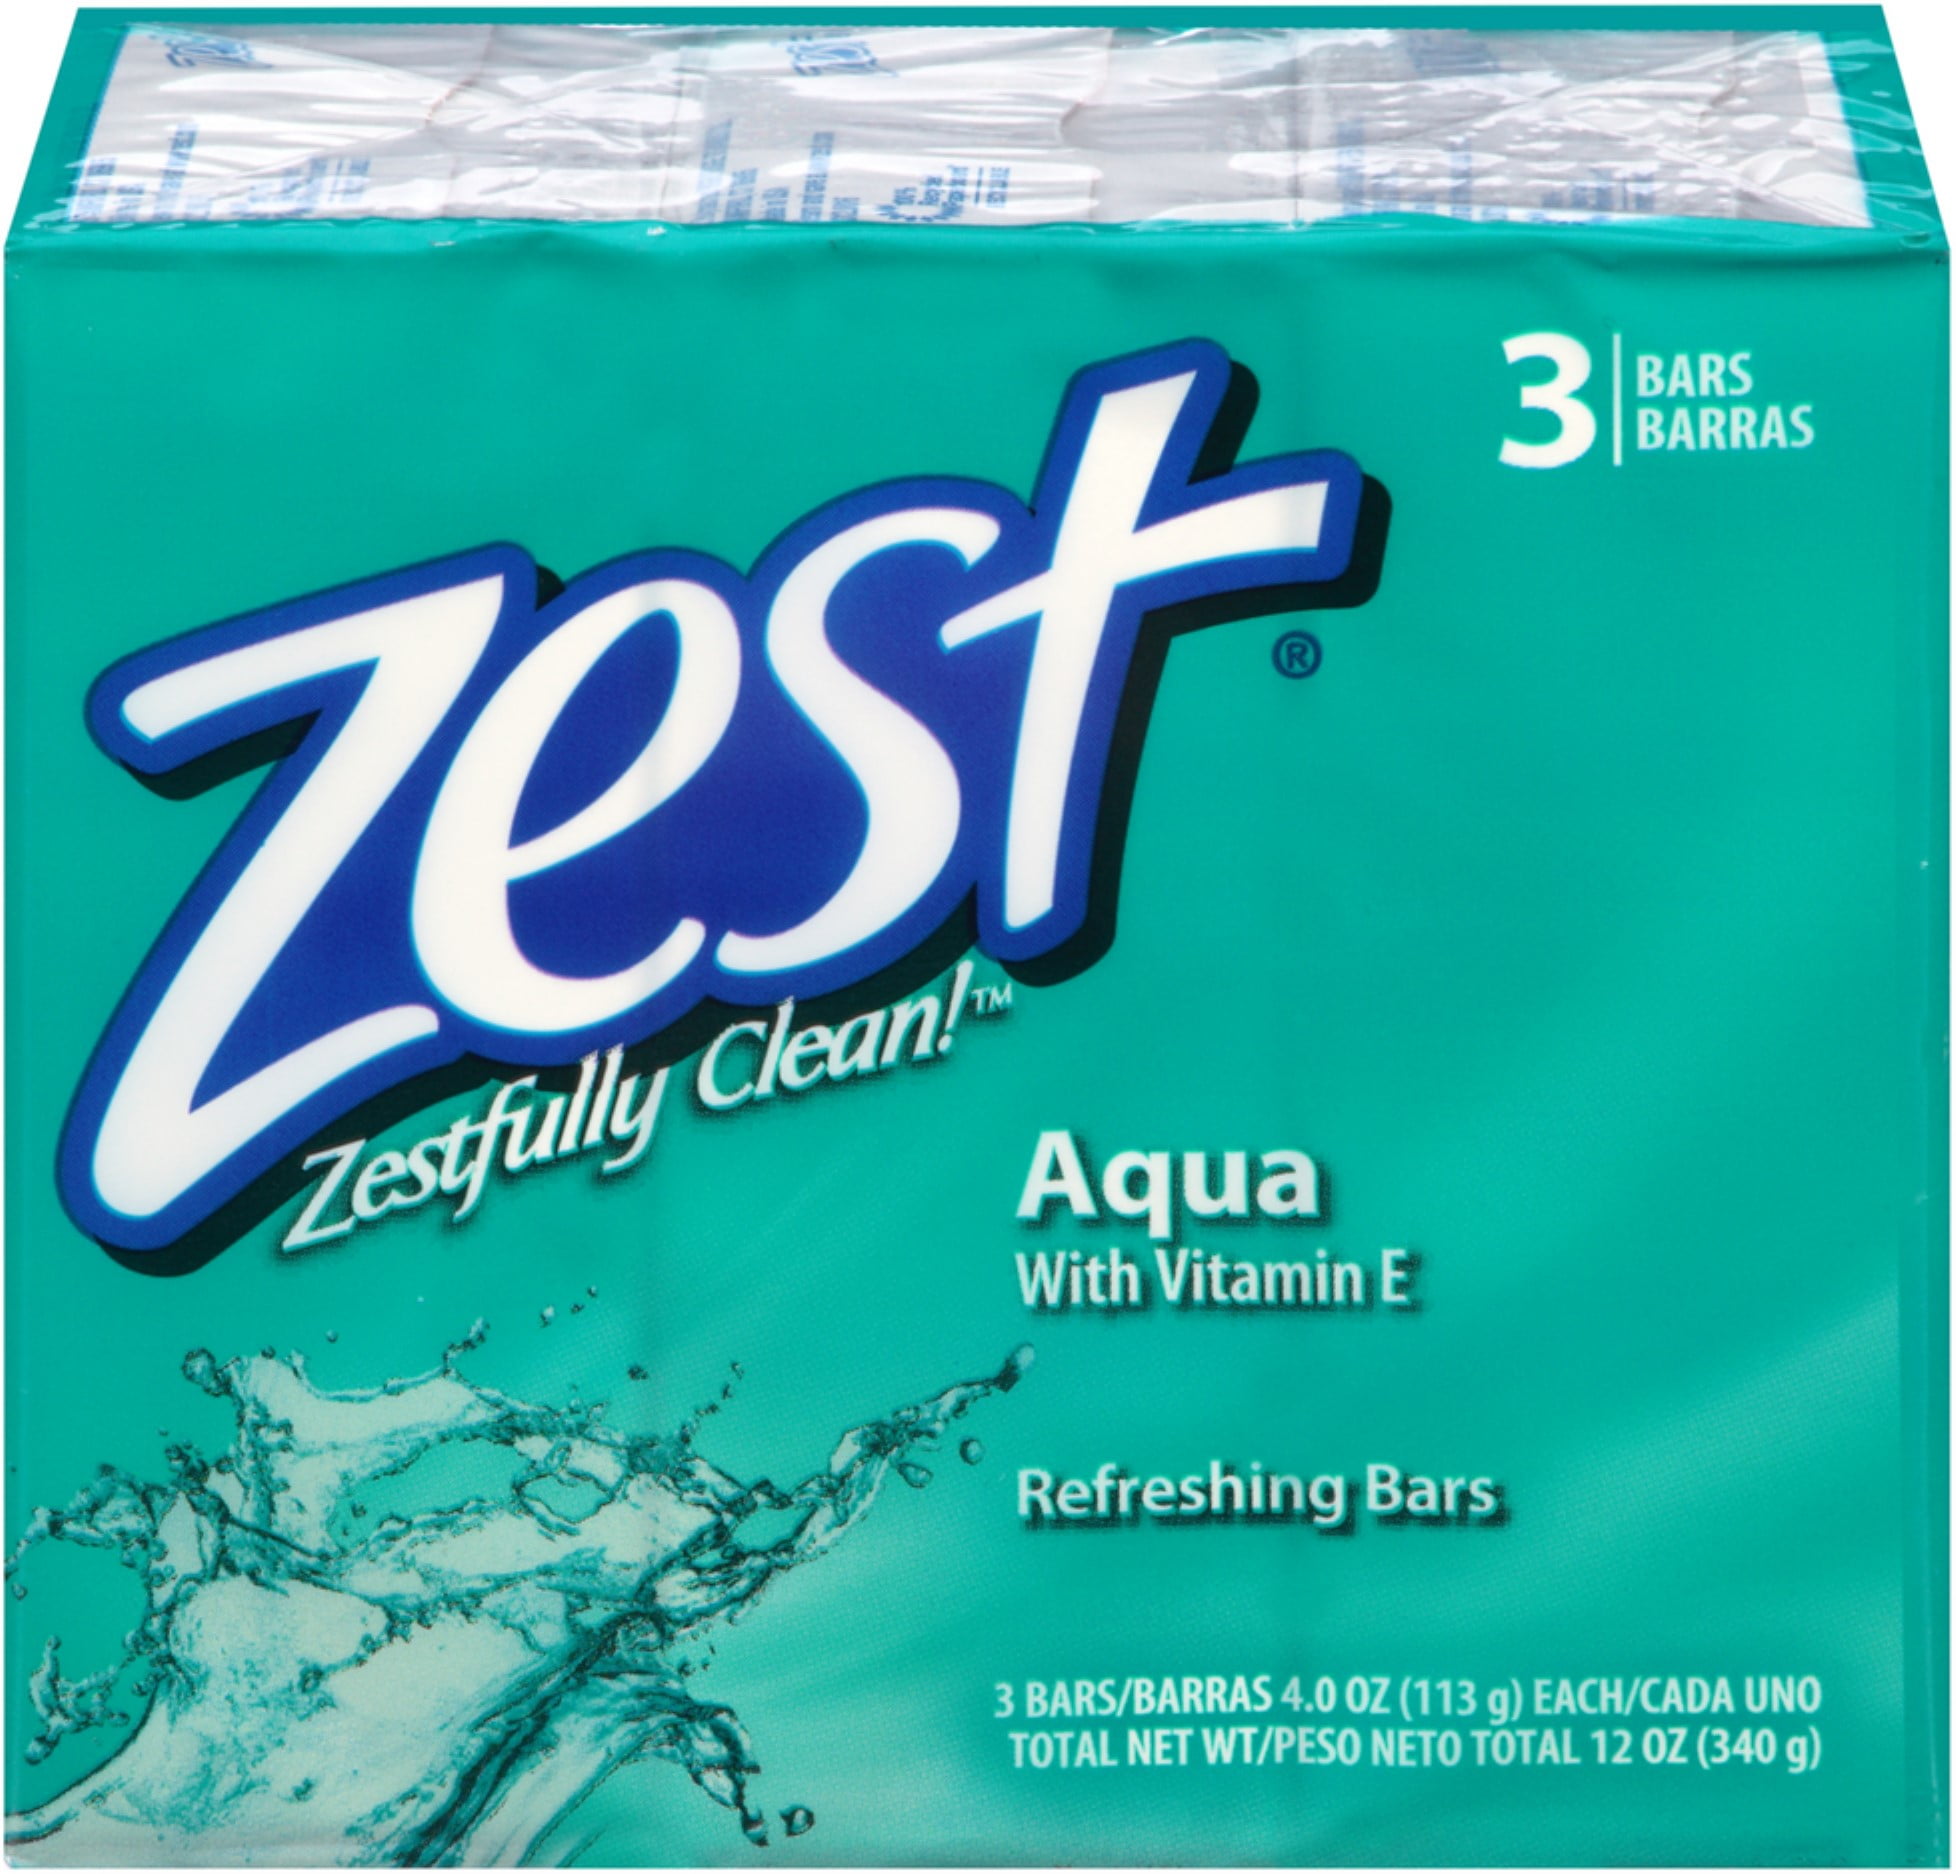 3 BARS
BARRAS
Zest®
Zestfully Clean!™
Aqua
With Vitamin E
Refreshing Bars
3 BARS/BARRAS 4.0 OZ (113 g) EACH/CADA UNO
TOTAL NET WT/PESO NETO TOTAL 12 OZ (340 g)